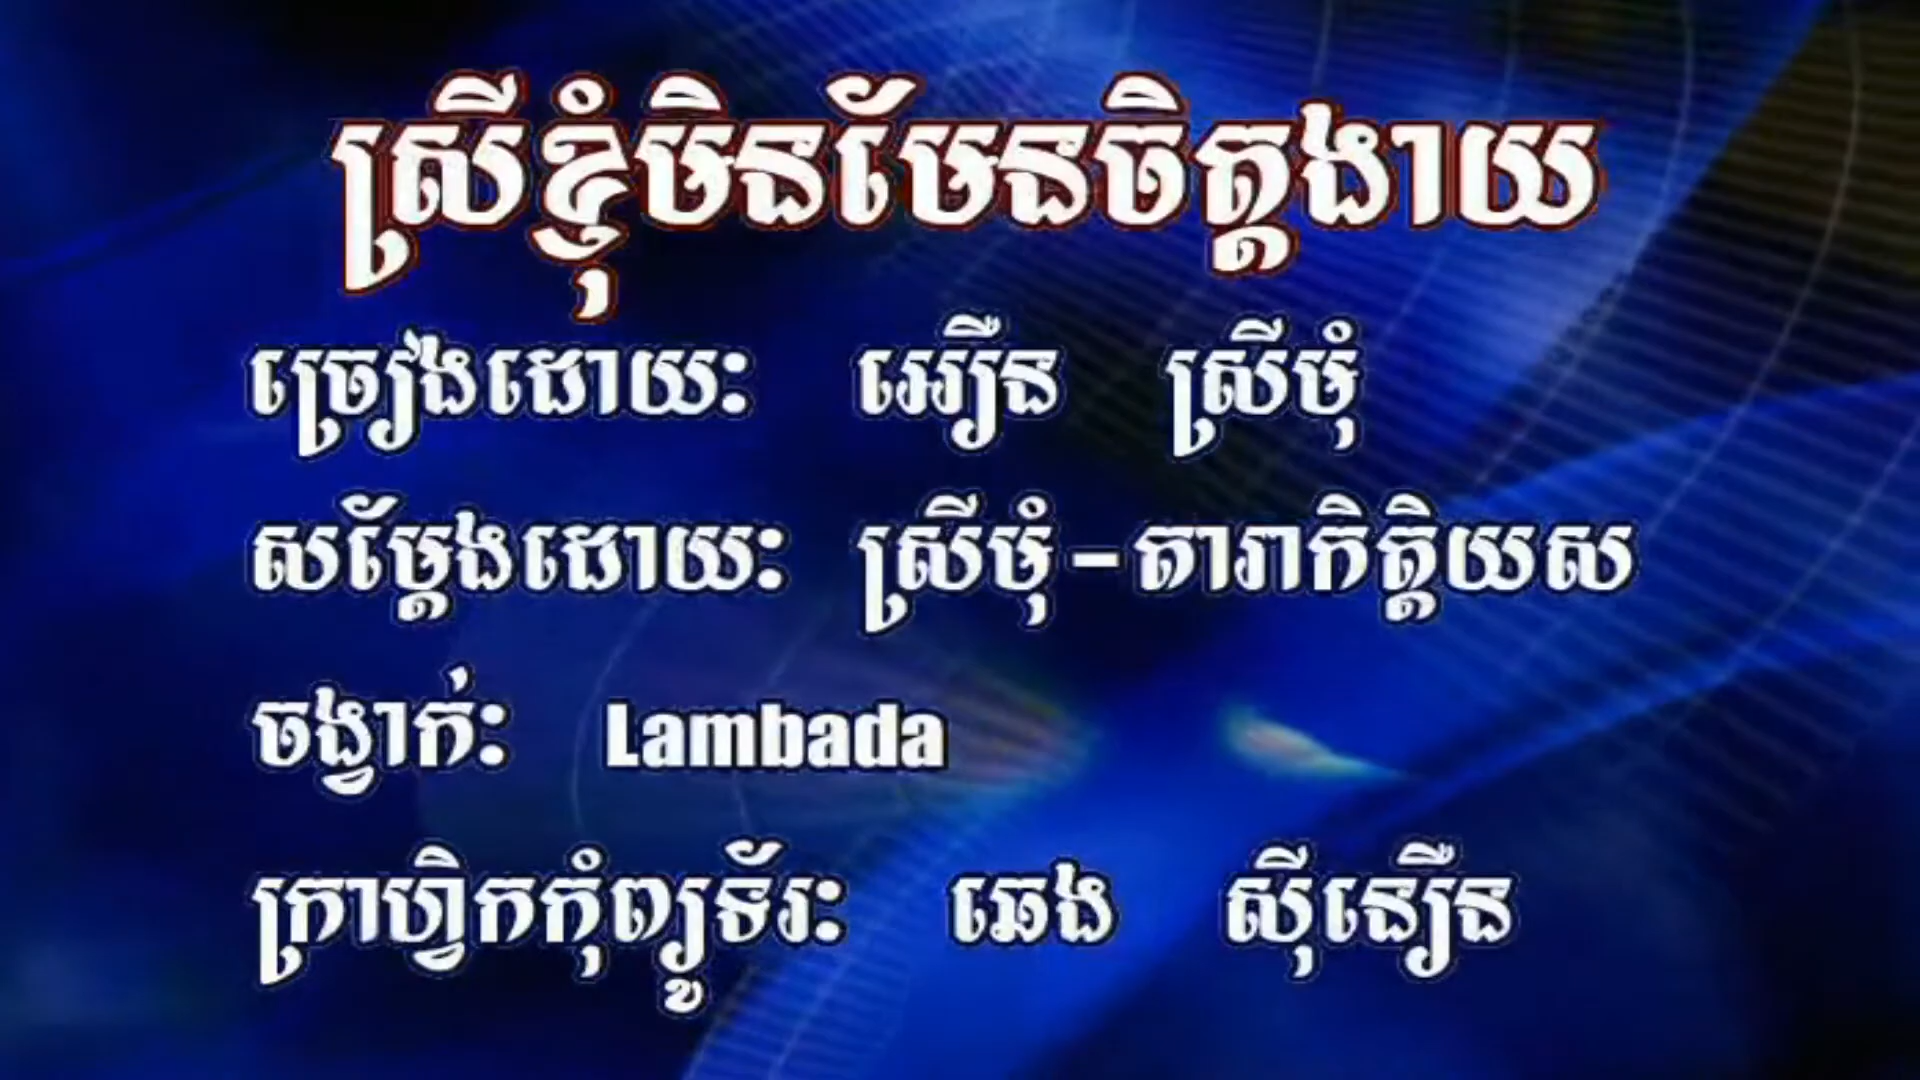 ស្រីខ្ញុំមិនមែនចិត្តងាយ
ច្រៀងដោយៈ អឿន ស្រីមុំ
សម្ដែងដោយៈ ស្រីមុំ-តារាកិត្តិយស
ចង្វាក់ៈ Lambada
ក្រាហ្វិកកុំព្យូទ័រៈ ឆេង ស៊ីនឿន